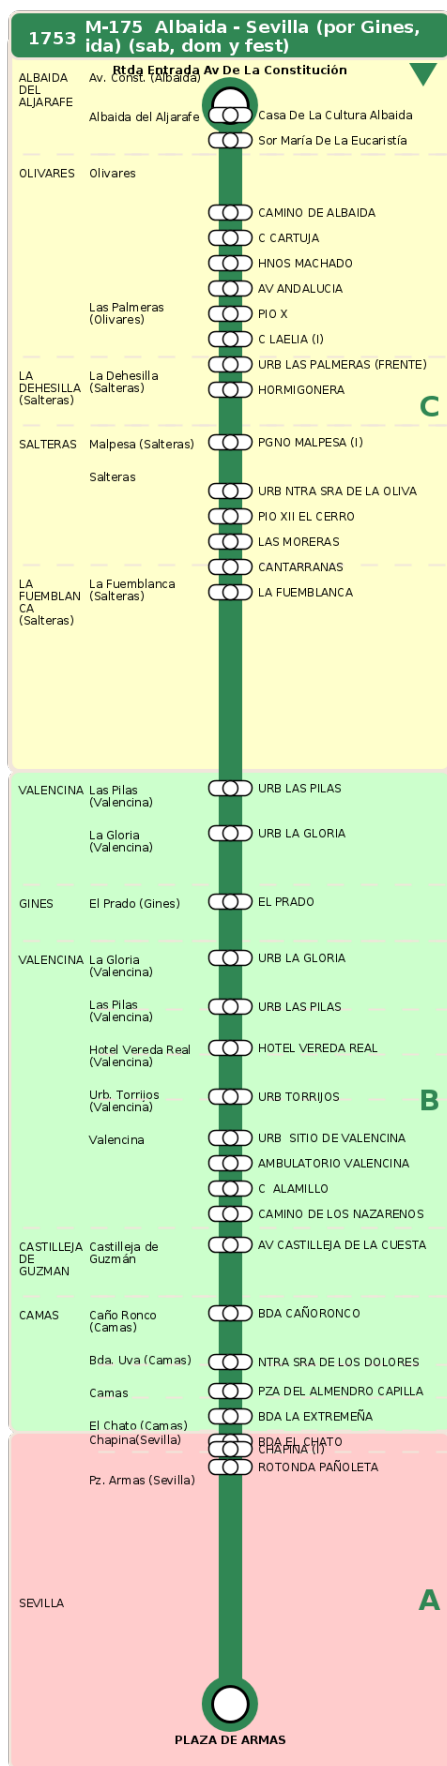 1753 M-175 Albaida - Sevilla (por Gines,
ida) (sab, dom y fest)
Rtda Entrada Av De La Constitución
ALBAIDA
DEL
ALJARAFE
Av. Const. (Albaida)
Albaida del Aljarafe
Casa De La Cultura Albaida
Sor María De La Eucaristía
OLIVARES
Olivares
CAMINO DE ALBAIDA
C CARTUJA
HNOS MACHADO
AV ANDALUCIA
Las Palmeras
(Olivares)
PIO X
C LAELIA (I)
URB LAS PALMERAS (FRENTE)
LA
DEHESILLA
(Salteras)
La Dehesilla
(Salteras)
HORMIGONERA
C
SALTERAS
Malpesa (Salteras)
PGNO MALPESA (I)
Salteras
URB NTRA SRA DE LA OLIVA
PIO XII EL CERRO
LAS MORERAS
CANTARRANAS
LA
FUEMBLAN
CA
(Salteras)
La Fuemblanca
(Salteras)
LA FUEMBLANCA
VALENCINA
Las Pilas
(Valencina)
URB LAS PILAS
La Gloria
(Valencina)
URB LA GLORIA
GINES
El Prado (Gines)
EL PRADO
VALENCINA
La Gloria
(Valencina)
URB LA GLORIA
Las Pilas
(Valencina)
URB LAS PILAS
Hotel Vereda Real
(Valencina)
HOTEL VEREDA REAL
Urb. Torrijos
(Valencina)
URB TORRIJOS
B
Valencina
URB SITIO DE VALENCINA
AMBULATORIO VALENCINA
C ALAMILLO
CAMINO DE LOS NAZARENOS
CASTILLEJA
DE
GUZMAN
Castilleja de
Guzmán
AV CASTILLEJA DE LA CUESTA
CAMAS
Caño Ronco
(Camas)
BDA CAÑORONCO
Bda. Uva (Camas)
NTRA SRA DE LOS DOLORES
Camas
PZA DEL ALMENDRO CAPILLA
BDA LA EXTREMEÑA
El Chato (Camas)
Chapina(Sevilla)
BDA EL CHATO
CHAPINA (I)
ROTONDA PAÑOLETA
Pz. Armas (Sevilla)
SEVILLA
A
PLAZA DE ARMAS